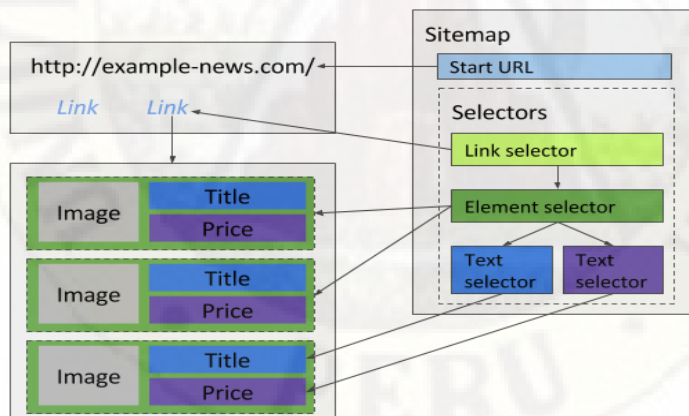 http://example-news.com/
Link Link
Image
Title
Price
Image
Title
Price
Image
Title
Price
Sitemap
Start URL
Selectors
Link selector
Element selector
Text
selector
Text
selector